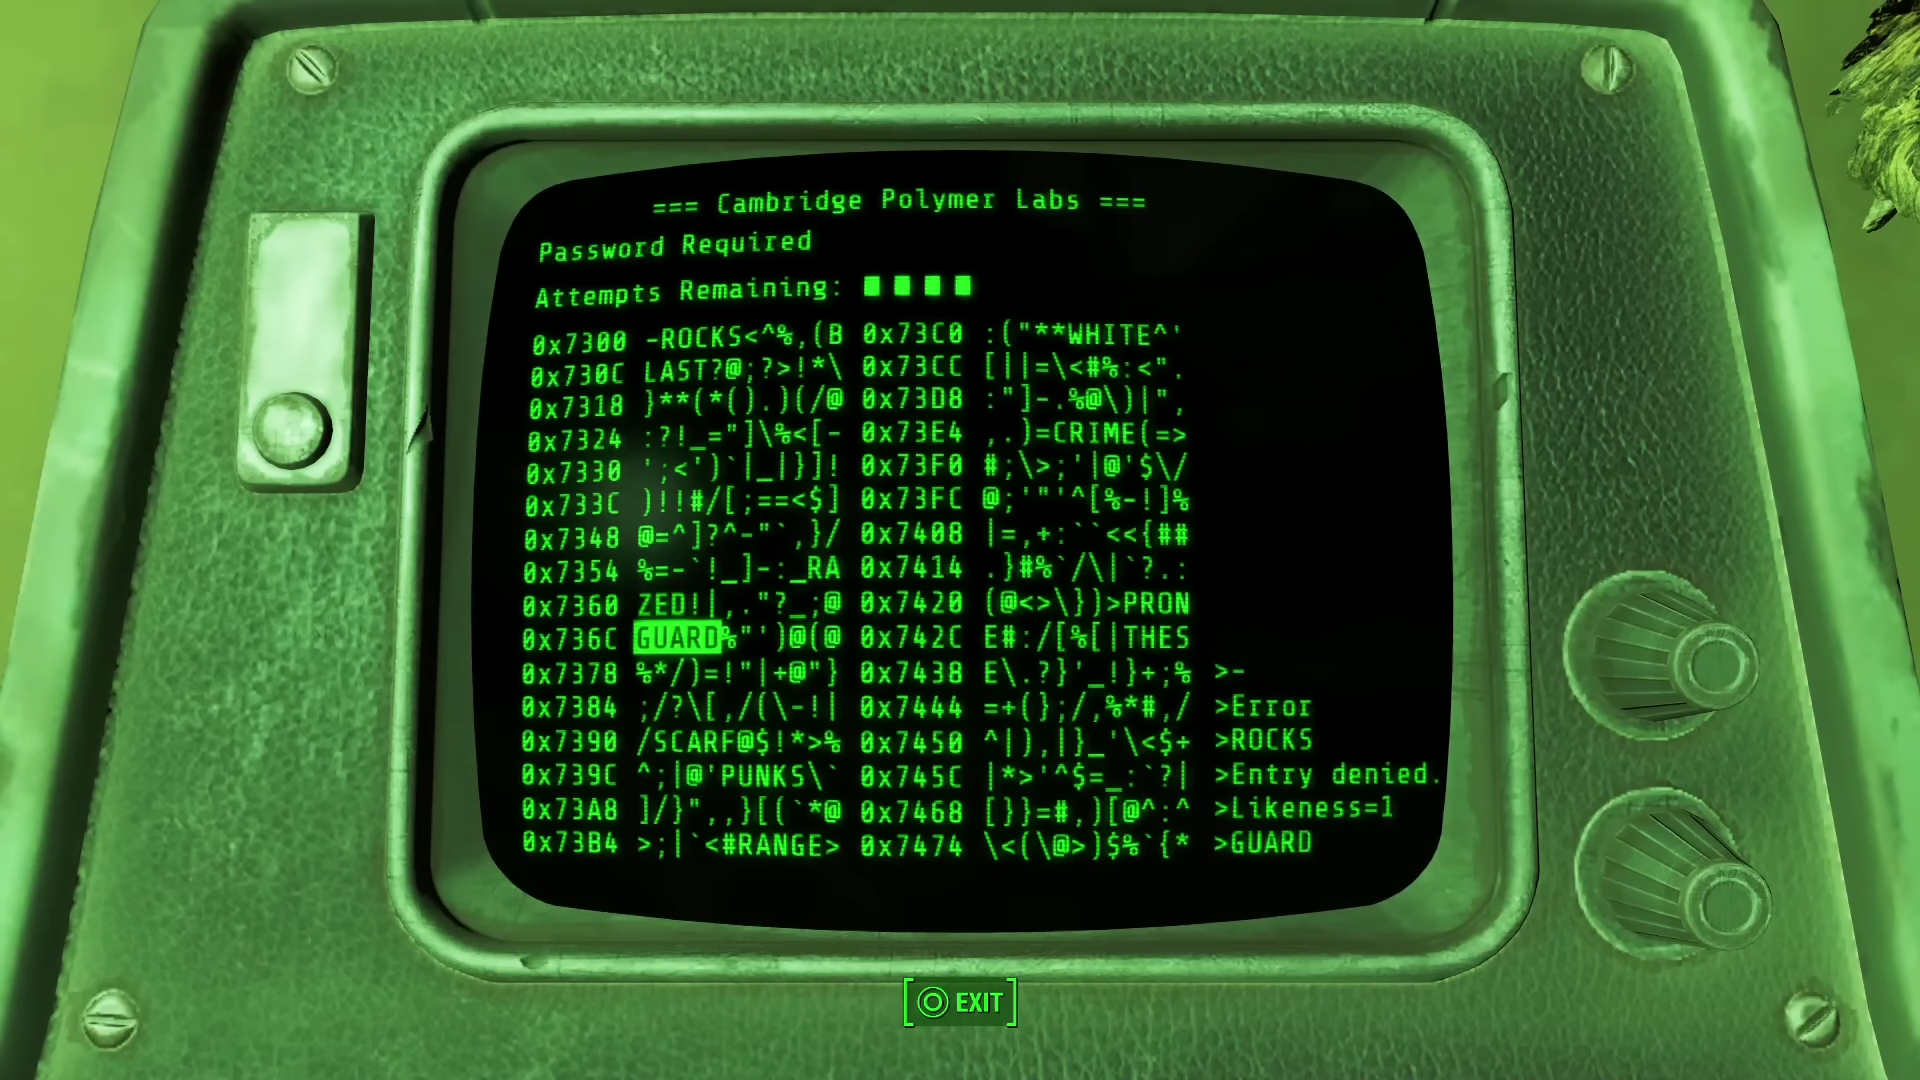 === Cambridge Polymer Labs ===
Password Required
Attempts Remaining: ■ ■ ■ ■
0x7300 -ROCKS<^%,(B 0x73C0 :("**WHITE^'
0x730C LAST?@;?>!*\ 0x73CC [||=\<#%:<".
0x7318 }**(*().)(/@ 0x73D8 :"]-.%@\)|",
0x7324 :?!_="]\%<[- 0x73E4 ,.)=CRIME(=>
0x7330 ';<')`|_|}]! 0x73F0 #;\>;'|@'$\/
0x733C )!!#/[;==<$] 0x73FC @;'"'^[%-!]%
0x7348 @=^]?^-"`,}/ 0x7408 |=,+:``<<{##
0x7354 %=-`!_]-:_RA 0x7414 .}#%`/\|`?.:
0x7360 ZED!|,."?_;@ 0x7420 (@<>\})>PRON
0x736C GUARD%"')@(@ 0x742C E#:/[%[|THES
0x7378 %*/)=!"|+@"} 0x7438 E\.?}'_!}+;% >-
0x7384 ;/?\[,/(\-!| 0x7444 =+(};/,%*#,/ >Error
0x7390 /SCARF@$!*>% 0x7450 ^|),|}_'\<$+ >ROCKS
0x739C ^;|@'PUNKS\` 0x745C |*>'^$=_:`?| >Entry denied.
0x73A8 ]/}",,}[(`*@ 0x7468 [}}=#,)[@^:^ >Likeness=1
0x73B4 >;|`<#RANGE> 0x7474 \<(\@>)$%`{* >GUARD
EXIT